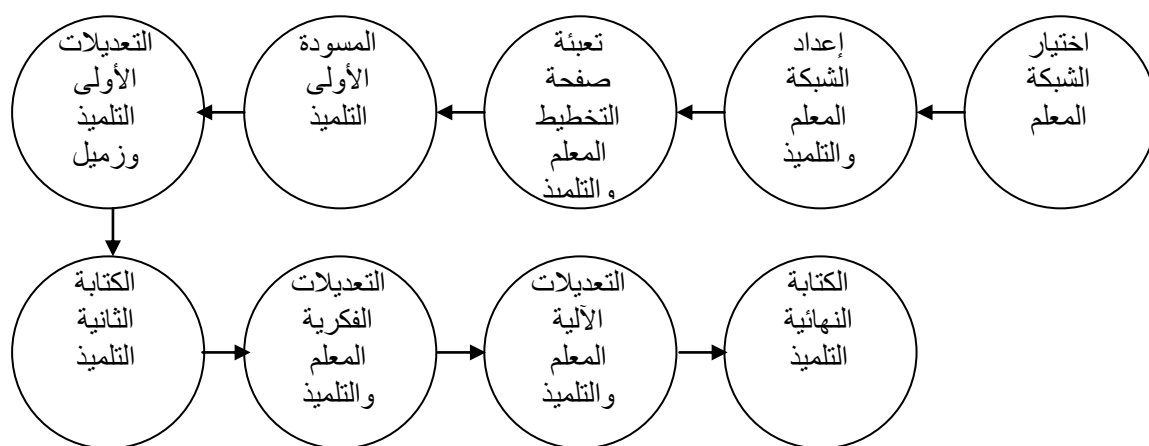 اختيار
الشبكة
المعلم
إعداد
الشبكة
المعلم
والتلميذ
تعبئة
صفحة
التخطيط
المعلم
والتلميذ
المسودة
الأولى
التلميذ
التعديلات
الأولى
التلميذ
وزميل
الكتابة
الثانية
التلميذ
التعديلات
الفكرية
المعلم
والتلميذ
التعديلات
الآلية
المعلم
والتلميذ
الكتابة
النهائية
التلميذ